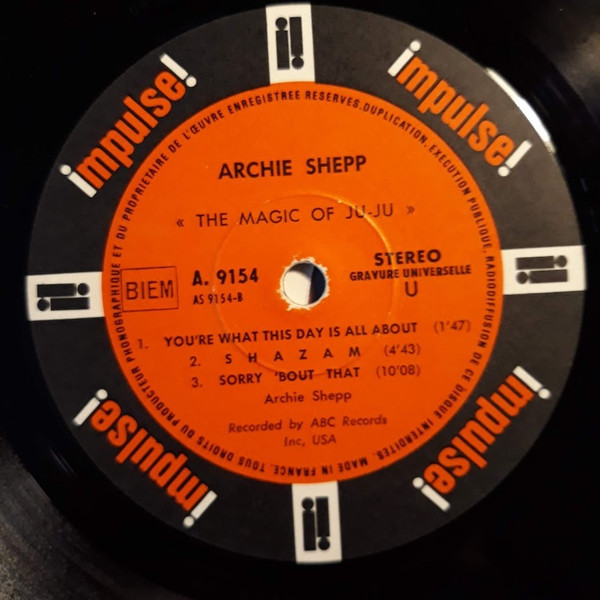 impulse!
impulse!
impulse!
impulse!
TOUS DROITS DU PRODUCTEUR PHONOGRAPHIQUE ET DU PROPRIETAIRE DE L'ŒUVRE ENREGISTREE RESERVES. DUPLICATION, EXECUTION PUBLIQUE, RADIODIFFUSION DE CE DISQUE INTERDITES. MADE IN FRANCE.
ARCHIE SHEPP
« THE MAGIC OF JU-JU »
BIEM
A. 9154
AS 9154-B
STEREO
GRAVURE UNIVERSELLE
U
1. YOU'RE WHAT THIS DAY IS ALL ABOUT (1'47)
2. SHAZAM (4'43)
3. SORRY 'BOUT THAT (10'08)
Archie Shepp
Recorded by ABC Records
Inc, USA